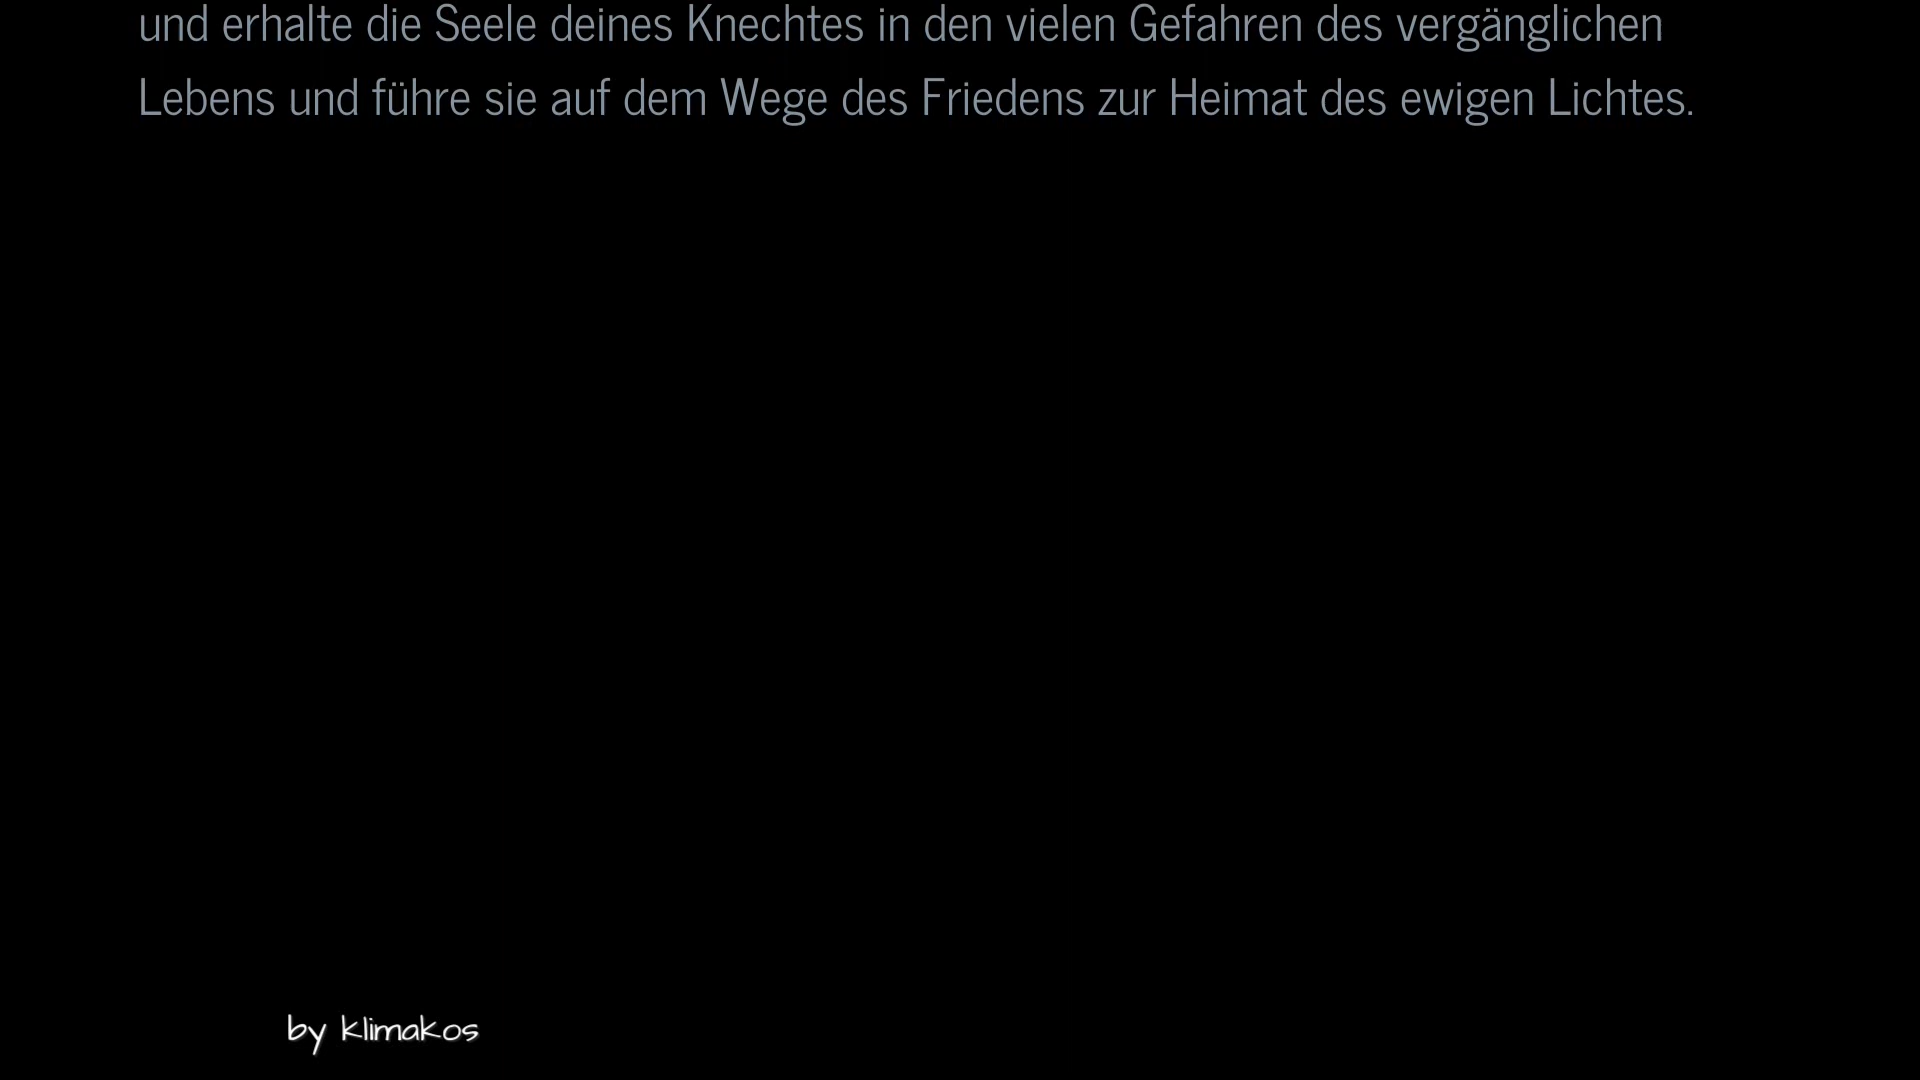 und erhalte die Seele deines Knechtes in den vielen Gefahren des vergänglichen
Lebens und führe sie auf dem Wege des Friedens zur Heimat des ewigen Lichtes.
by klimakos